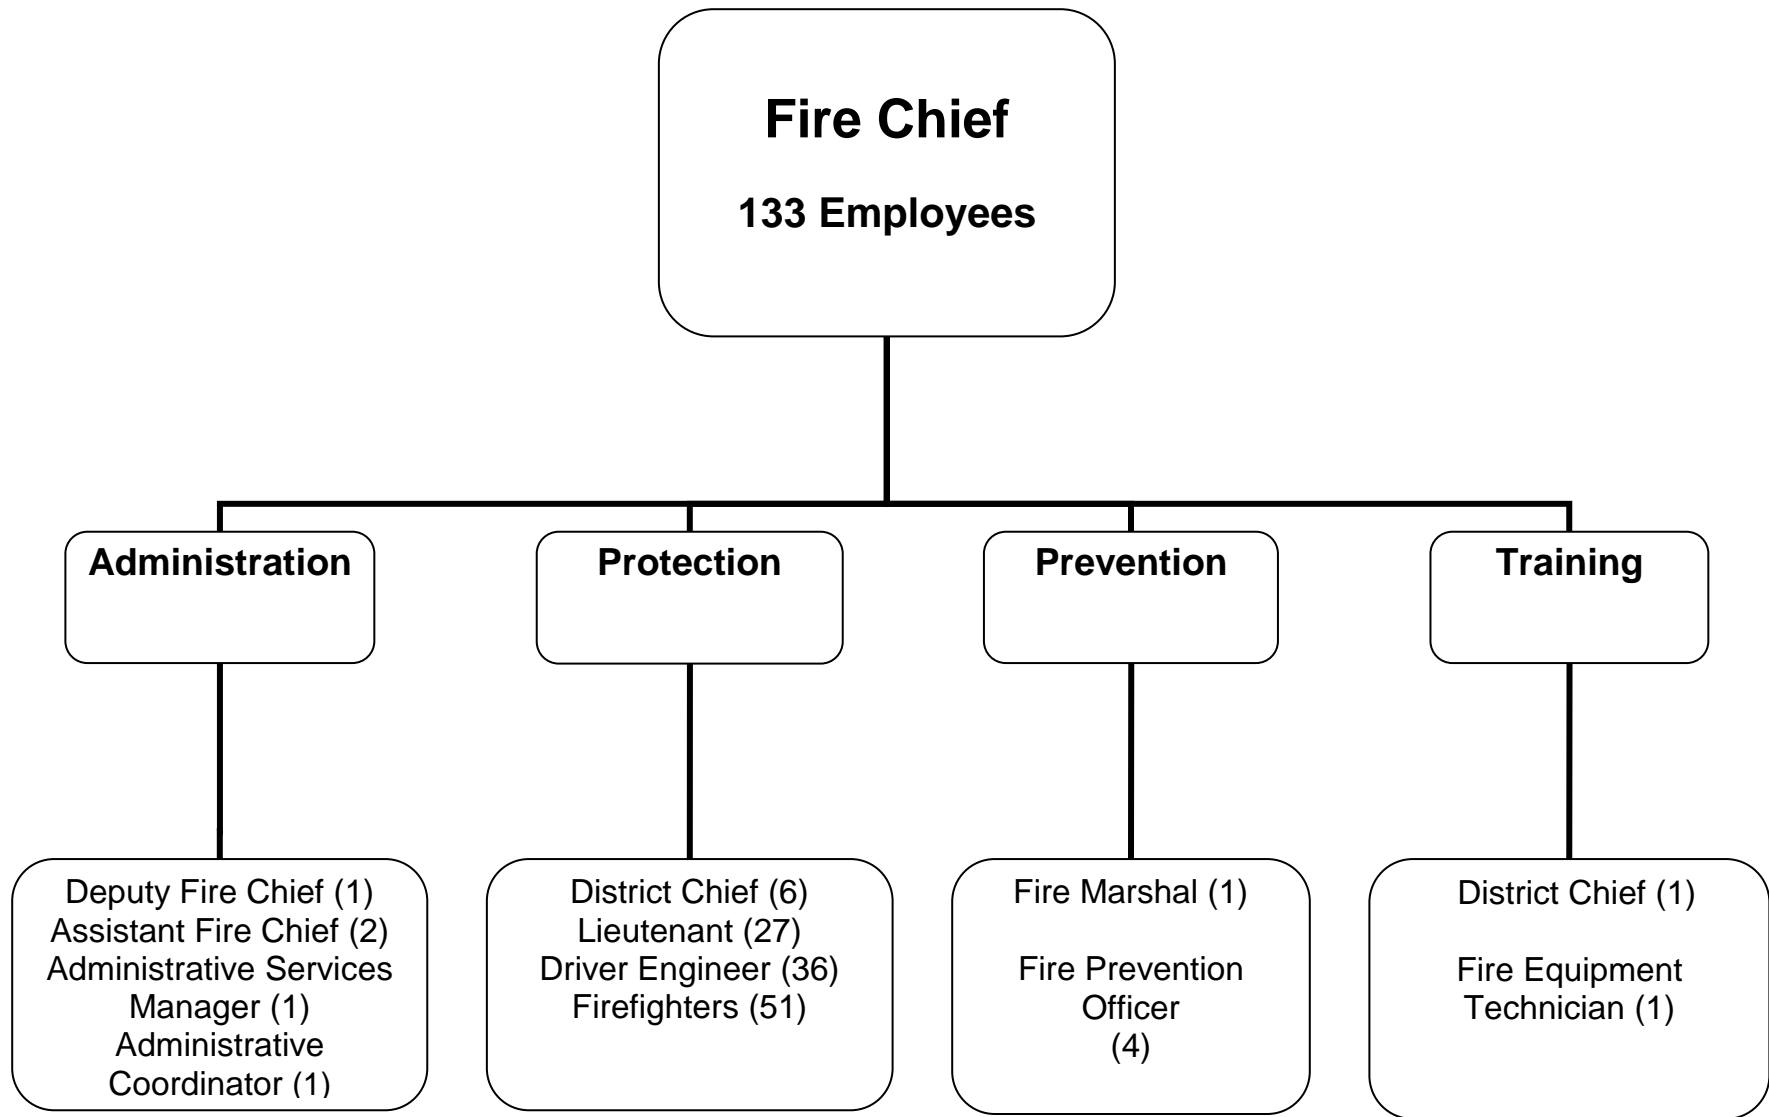 Fire Chief
133 Employees
Administration
Protection
Prevention
Training
Deputy Fire Chief (1)
Assistant Fire Chief (2)
Administrative Services
Manager (1)
Administrative
Coordinator (1)
District Chief (6)
Lieutenant (27)
Driver Engineer (36)
Firefighters (51)
Fire Marshal (1)
Fire Prevention
Officer
(4)
District Chief (1)
Fire Equipment
Technician (1)